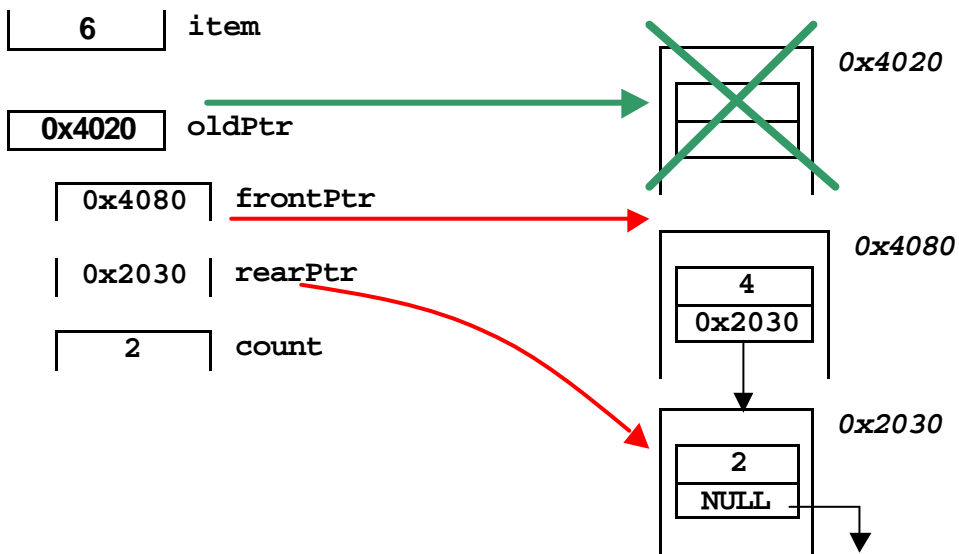 6 item
0x4020 oldPtr
0x4080 frontPtr
0x2030 rearPtr
2 count
0x4020
0x4080
4
0x2030
0x2030
2
NULL